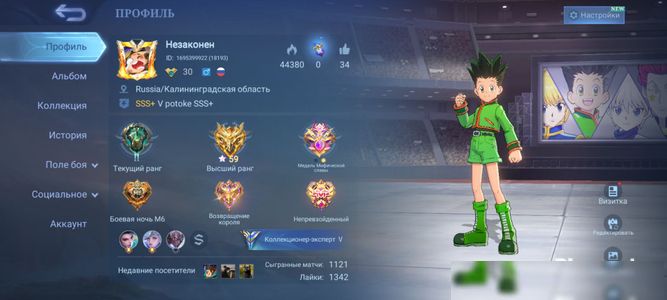 ПРОФИЛЬ
NEW
Настройки
Профиль
Незаконен
ID: 1695399922 (18193)
30
44380 0 34
Альбом
Russia/Калининградская область
Коллекция
SSS+ V potoke SSS+
История
59
Текущий ранг
Высший ранг
Медаль Мифической славы
Поле боя
Социальное
Боевая ночь M6
Возвращение короля
Непревзойденный
Визитка
Аккаунт
Редактировать
Коллекционер-эксперт V
Недавние посетители
Сыгранные матчи: 1121
Лайки: 1342